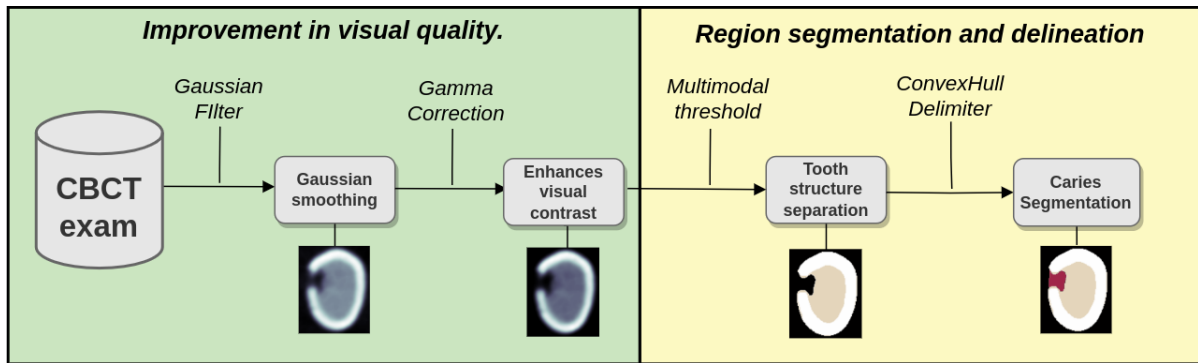 Improvement in visual quality.
Region segmentation and delineation
Gaussian
FIlter
Gamma
Correction
Multimodal
threshold
ConvexHull
Delimiter
CBCT
exam
Gaussian
smoothing
Enhances
visual
contrast
Tooth
structure
separation
Caries
Segmentation